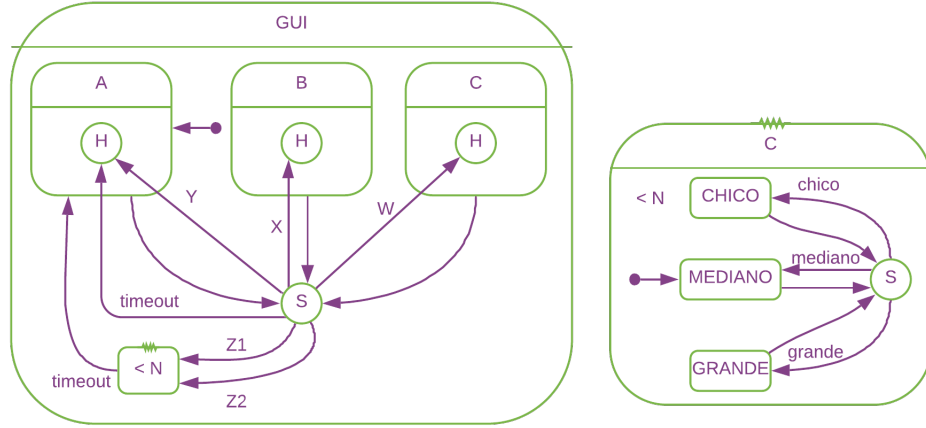 GUI
A
B
C
H
H
H
Y
X
W
timeout
S
Z1
< N
timeout
Z2
C
< N
CHICO
chico
mediano
MEDIANO
S
grande
GRANDE